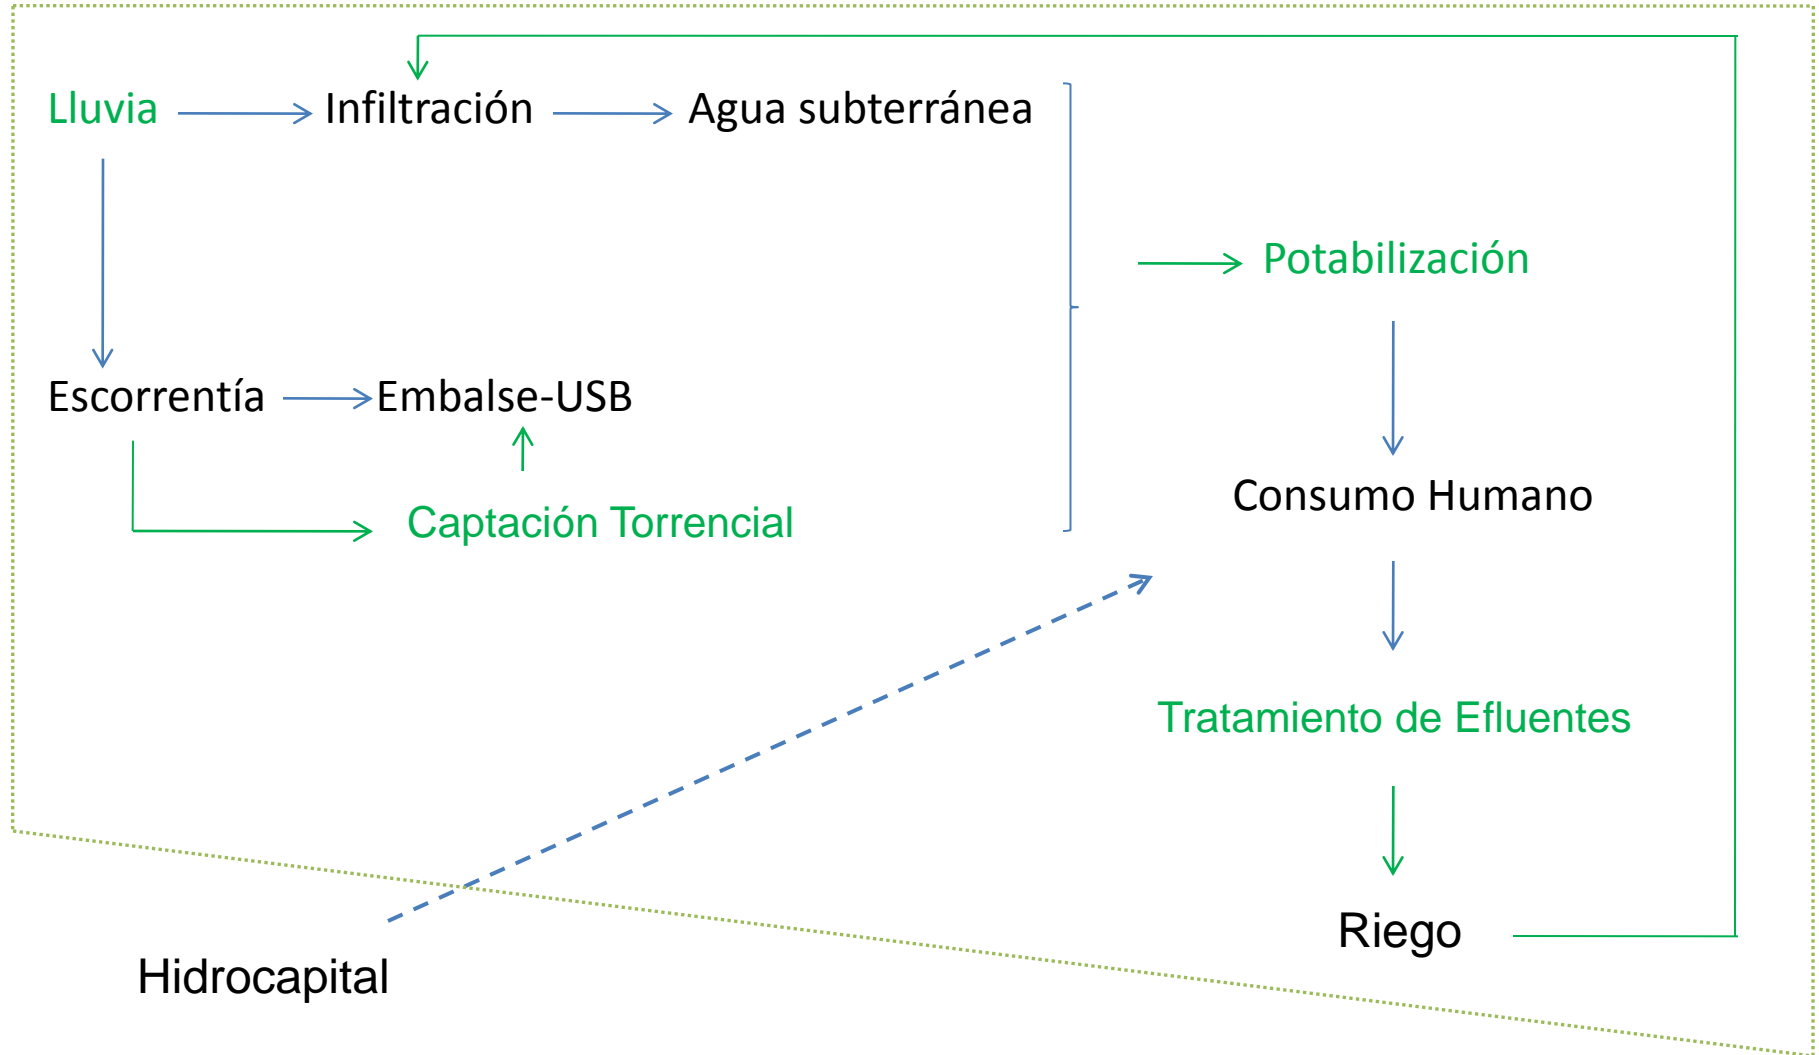 Lluvia
Infiltración
Agua subterránea
Potabilización
Escorrentía
Embalse-USB
Consumo Humano
Captación Torrencial
Tratamiento de Efluentes
Riego
Hidrocapital